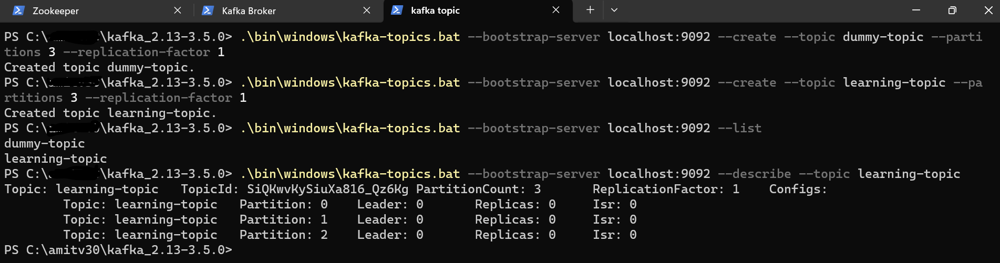 Zookeeper
Kafka Broker
kafka topic
PS C:\ \kafka_2.13-3.5.0> .\bin\windows\kafka-topics.bat --bootstrap-server localhost:9092 --create --topic dummy-topic --parti
tions 3 --replication-factor 1
Created topic dummy-topic.
PS C:\ \kafka_2.13-3.5.0> .\bin\windows\kafka-topics.bat --bootstrap-server localhost:9092 --create --topic learning-topic --pa
rtitions 3 --replication-factor 1
Created topic learning-topic.
PS C:\ \kafka_2.13-3.5.0> .\bin\windows\kafka-topics.bat --bootstrap-server localhost:9092 --list
dummy-topic
learning-topic
PS C:\ \kafka_2.13-3.5.0> .\bin\windows\kafka-topics.bat --bootstrap-server localhost:9092 --describe --topic learning-topic
Topic: learning-topic TopicId: SiQKwvKySiuXa816_Qz6Kg PartitionCount: 3 ReplicationFactor: 1 Configs:
Topic: learning-topic Partition: 0 Leader: 0 Replicas: 0 Isr: 0
Topic: learning-topic Partition: 1 Leader: 0 Replicas: 0 Isr: 0
Topic: learning-topic Partition: 2 Leader: 0 Replicas: 0 Isr: 0
PS C:\amitv30\kafka_2.13-3.5.0>